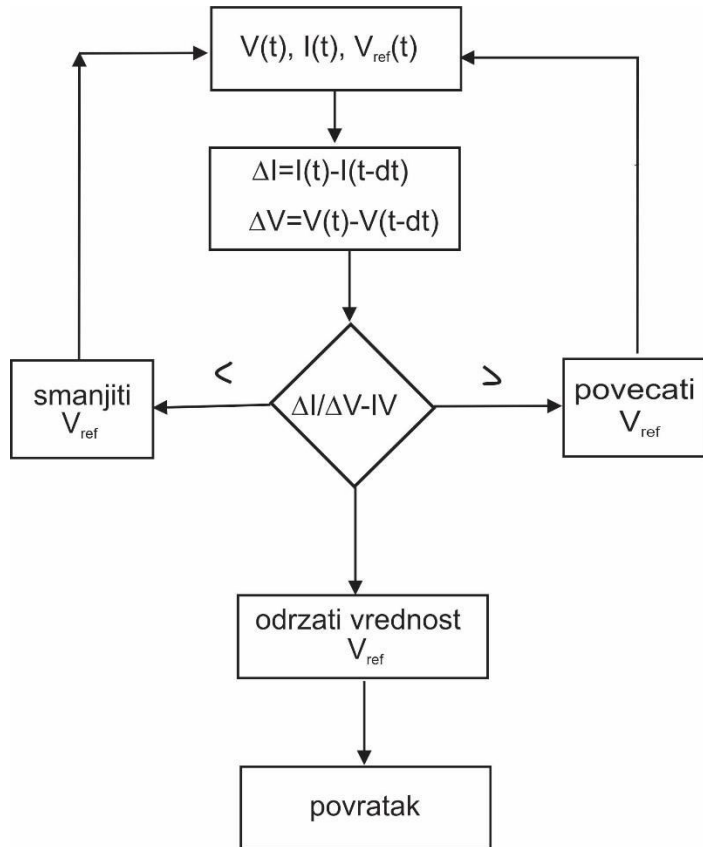 V(t), I(t), V_ref(t)
ΔI=I(t)-I(t-dt)
ΔV=V(t)-V(t-dt)
<
>
smanjiti
V_ref
ΔI/ΔV-IV
povecati
V_ref
odrzati vrednost
V_ref
povratak